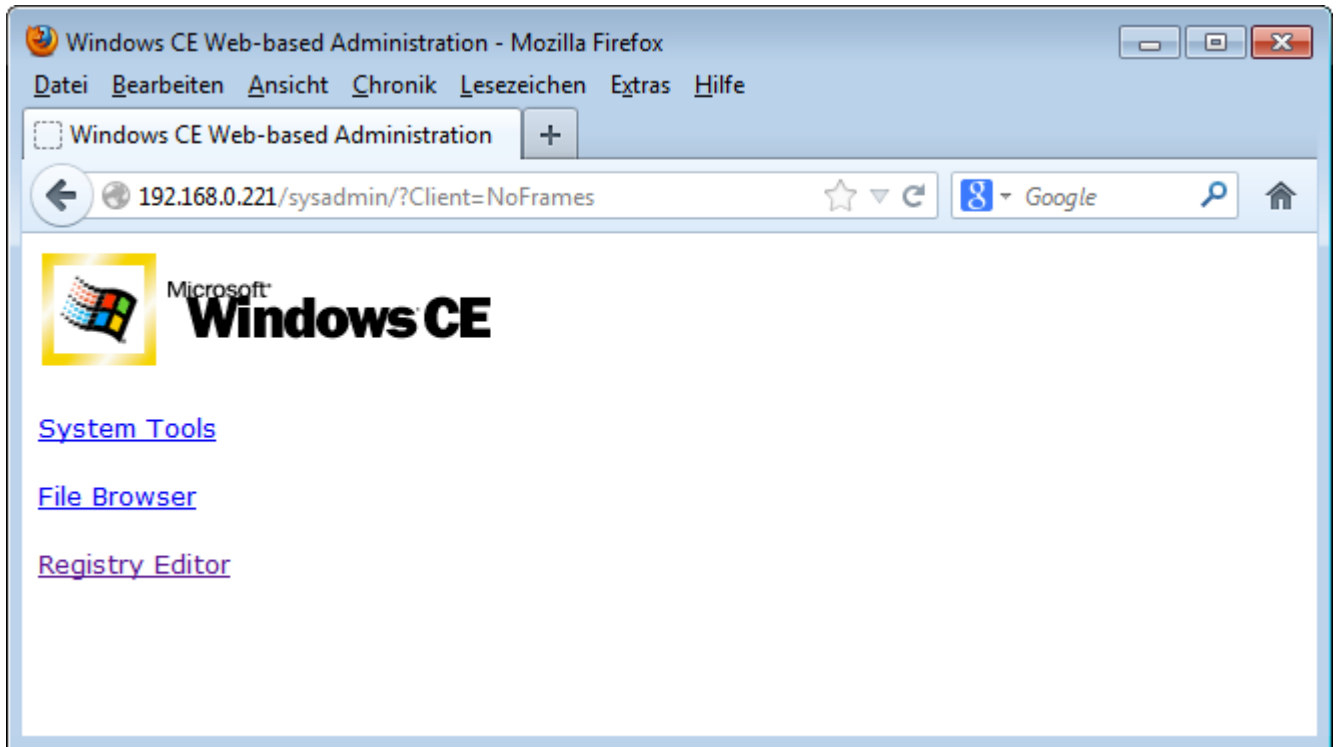 Windows CE Web-based Administration - Mozilla Firefox
Datei Bearbeiten Ansicht Chronik Lesezeichen Extras Hilfe
Windows CE Web-based Administration +
192.168.0.221/sysadmin/?Client=NoFrames 8 Google
Microsoft
Windows CE
System Tools
File Browser
Registry Editor